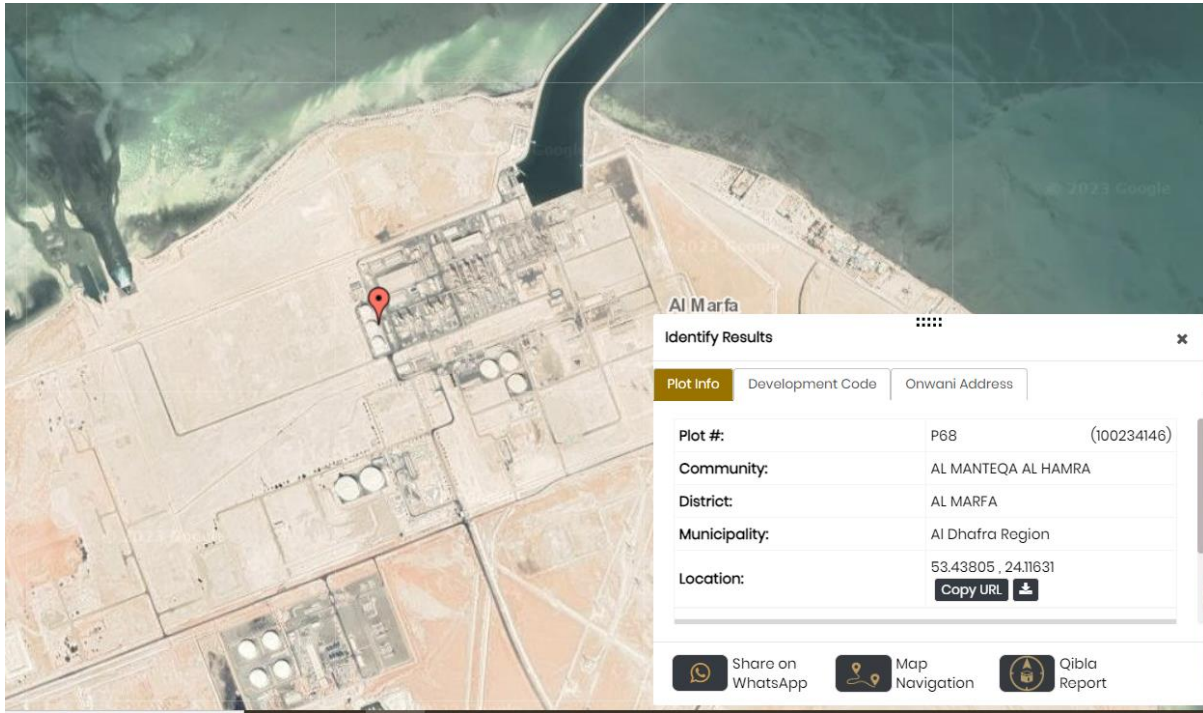 © 2023 Google
Al Marfa
Identify Results
Plot Info
Development Code
Onwani Address
Plot #: P68 (100234146)
Community: AL MANTEQA AL HAMRA
District: AL MARFA
Municipality: Al Dhafra Region
Location: 53.43805 , 24.11631
Copy URL
Share on WhatsApp
Map Navigation
Qibla Report